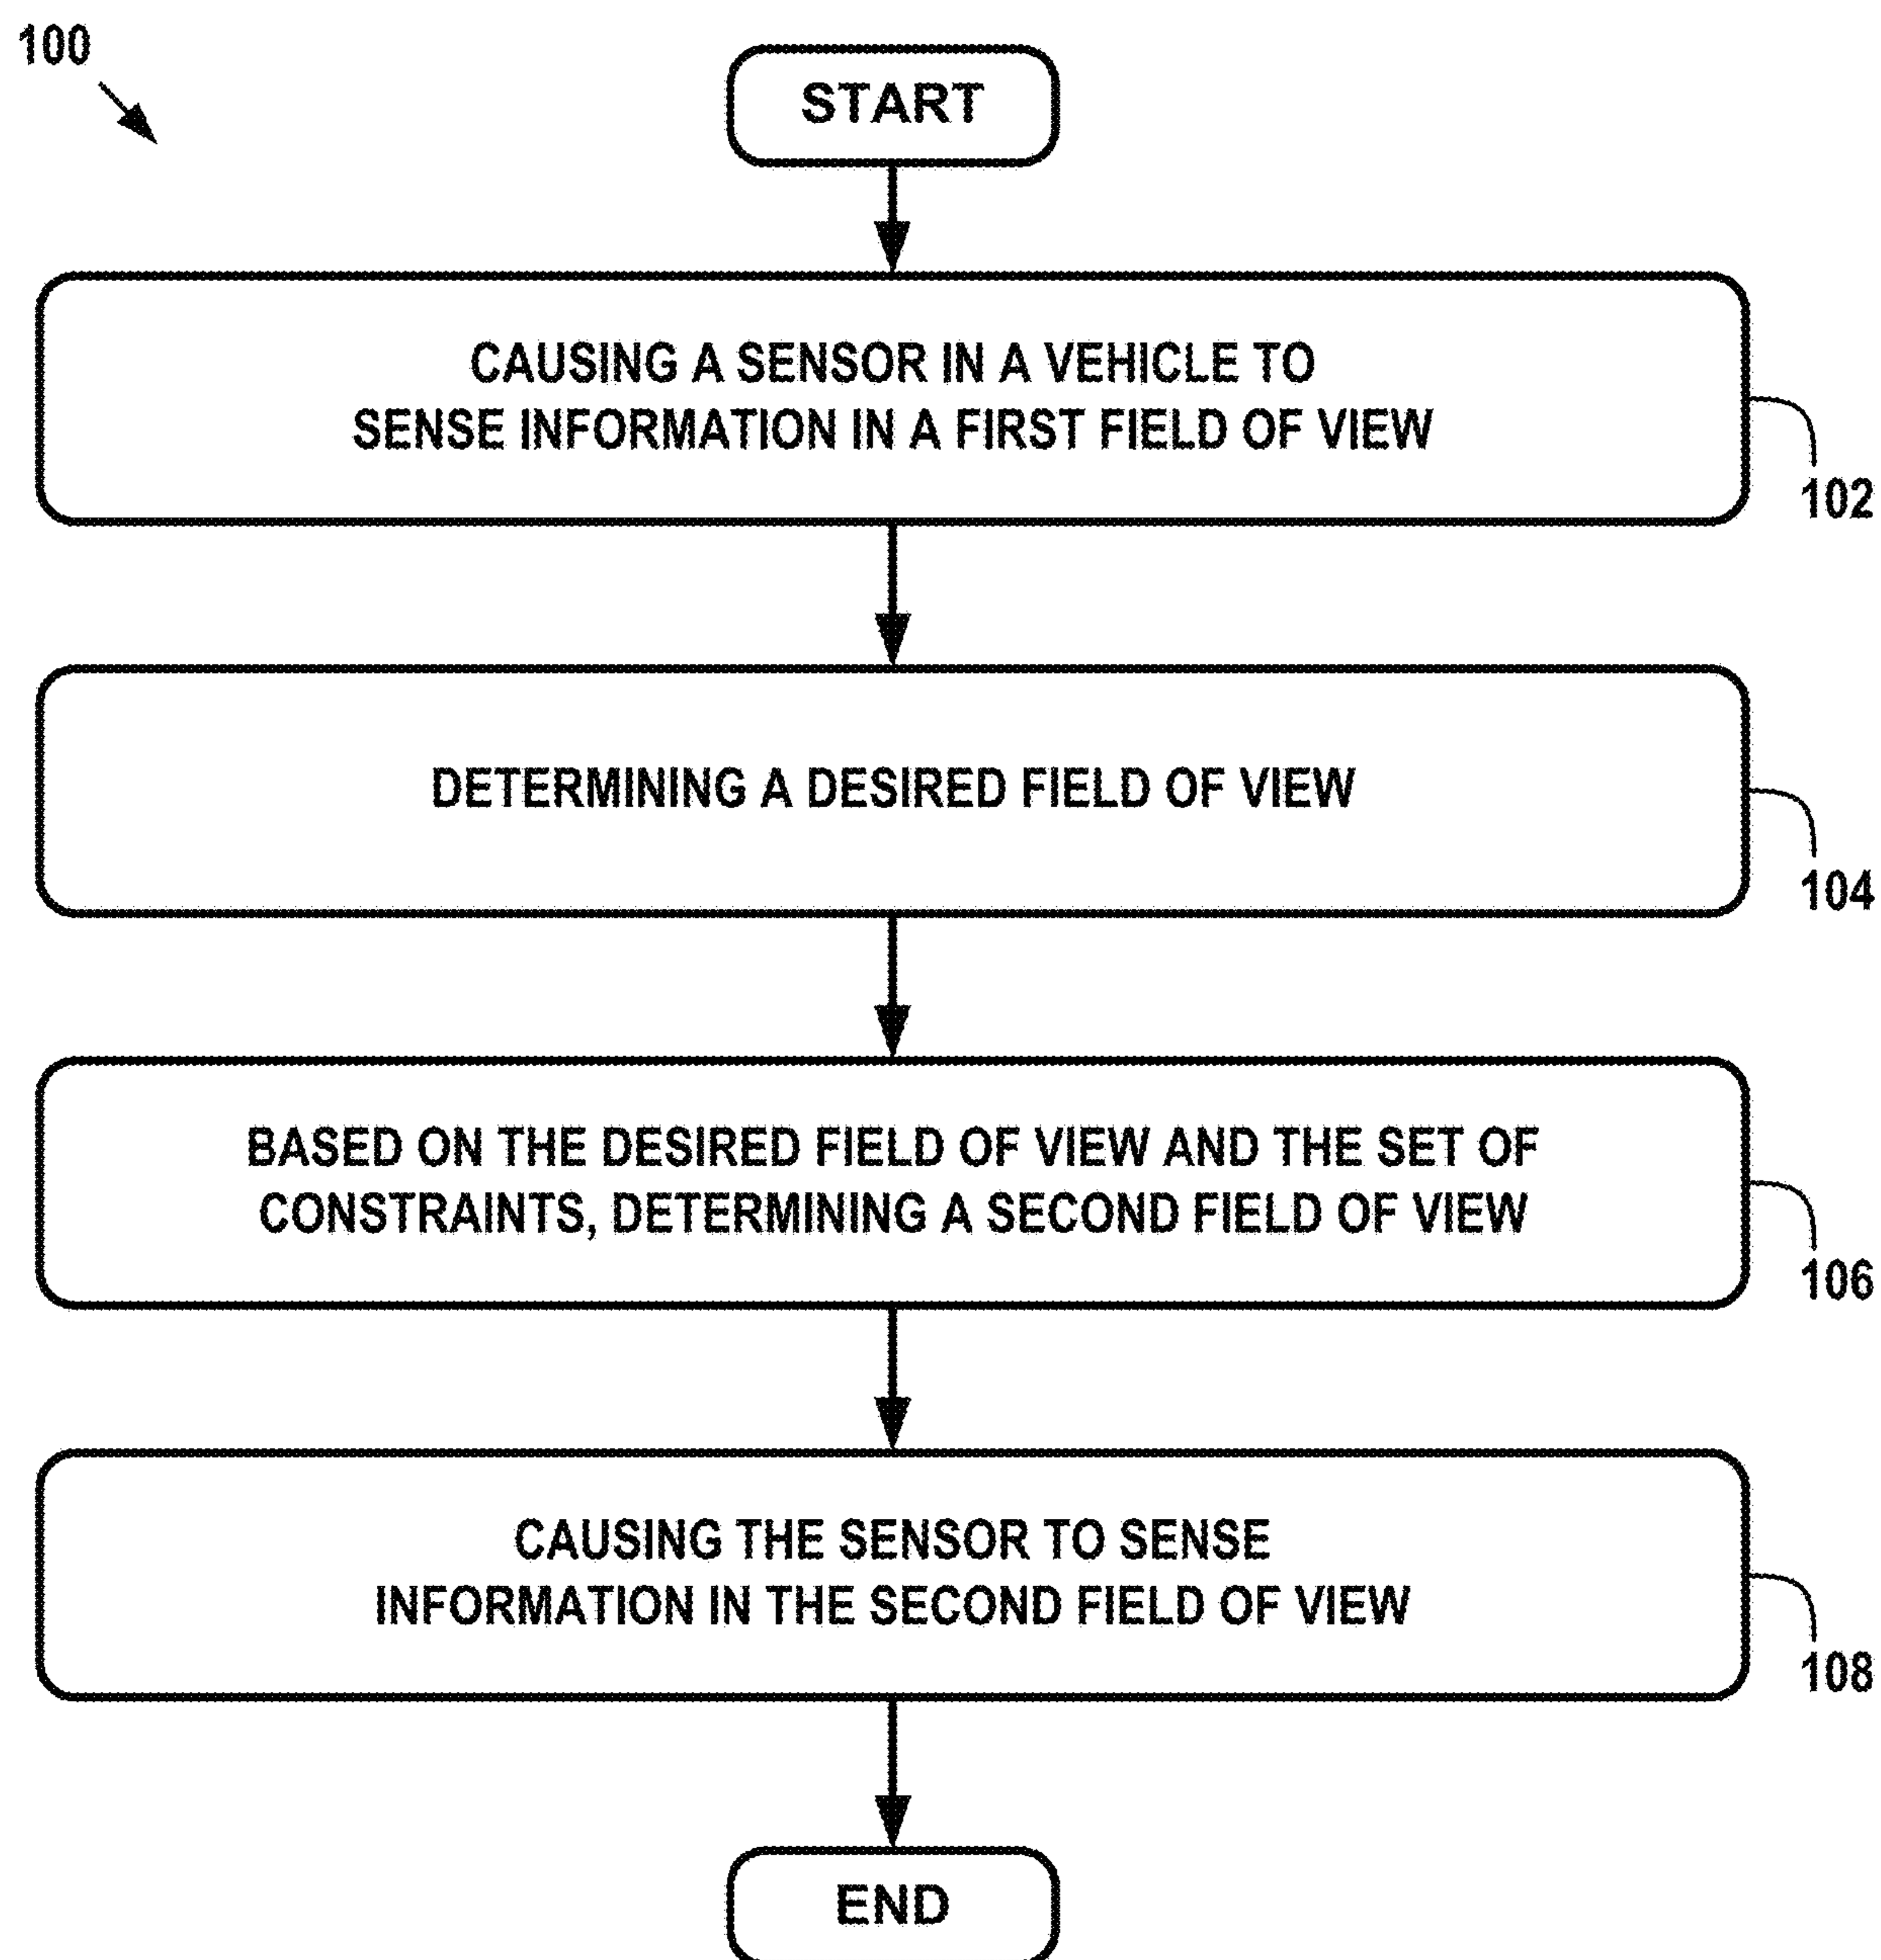 100
START
CAUSING A SENSOR IN A VEHICLE TO
SENSE INFORMATION IN A FIRST FIELD OF VIEW
102
DETERMINING A DESIRED FIELD OF VIEW
104
BASED ON THE DESIRED FIELD OF VIEW AND THE SET OF
CONSTRAINTS, DETERMINING A SECOND FIELD OF VIEW
106
CAUSING THE SENSOR TO SENSE
INFORMATION IN THE SECOND FIELD OF VIEW
108
END